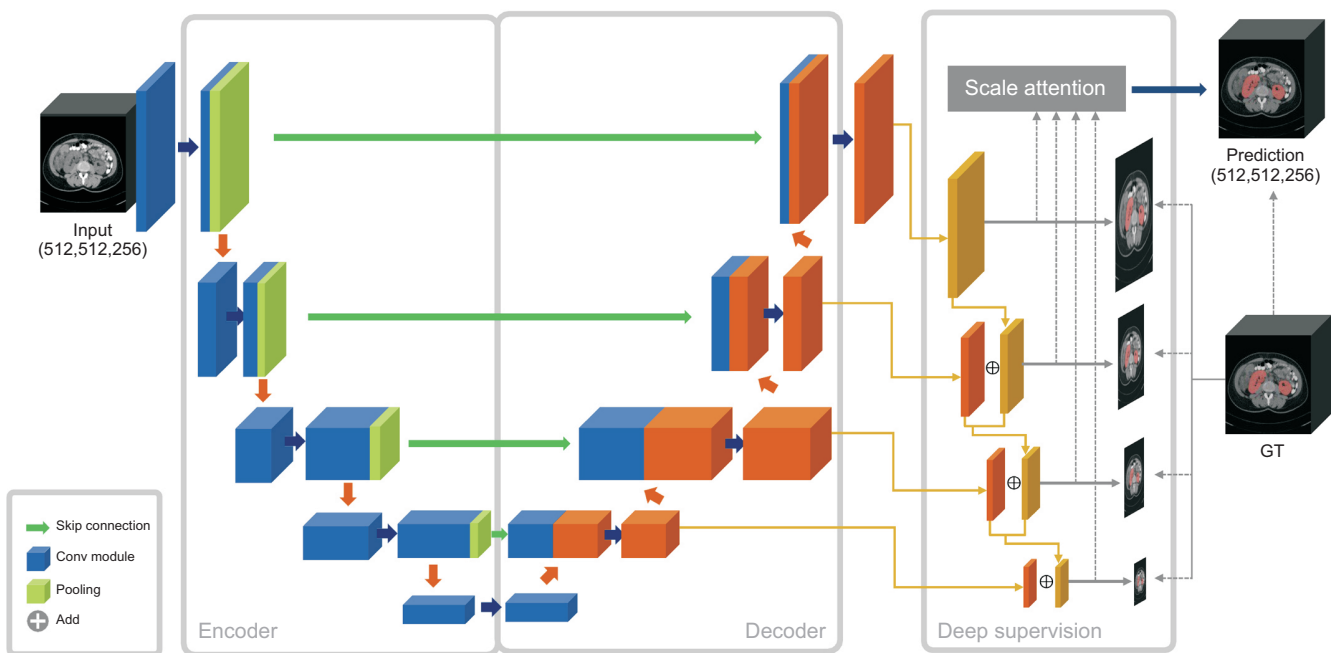 Scale attention
Prediction
(512,512,256)
Input
(512,512,256)
GT
Skip connection
Conv module
Pooling
Add
Encoder
Decoder
Deep supervision